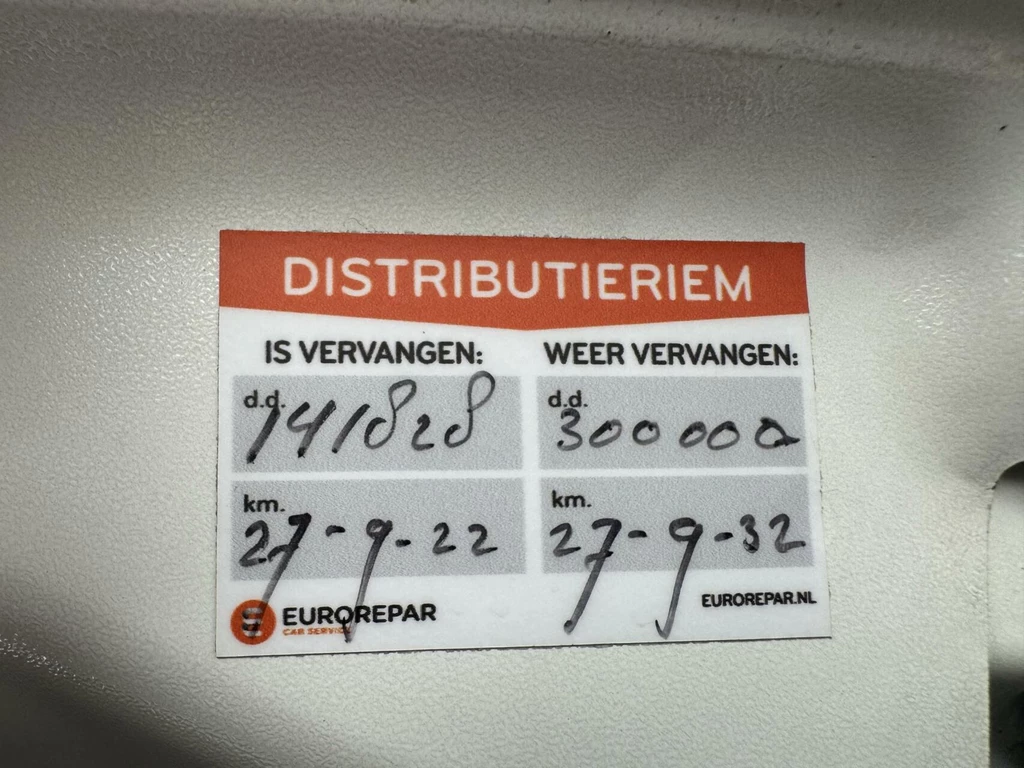 DISTRIBUTIERIEM
IS VERVANGEN: WEER VERVANGEN:
d.d. 141828 d.d. 300000
km. 27-9-22 km. 27-9-32
EUROREPAR EUROREPAR.NL
CAR SERVICE